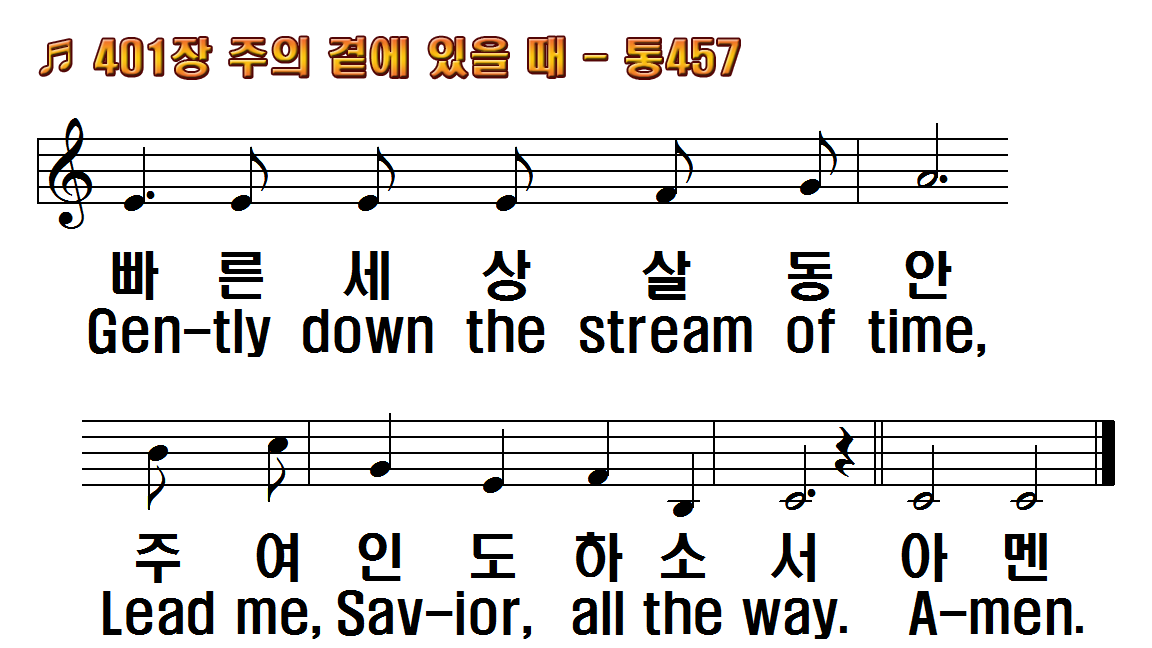 ♬ 401장 주의 곁에 있을 때 - 통457
빠 른 세 상 살 동 안
Gen-tly down the stream of time,
주 여 인 도 하 소 서 아 멘
Lead me, Sav-ior, all the way. A-men.